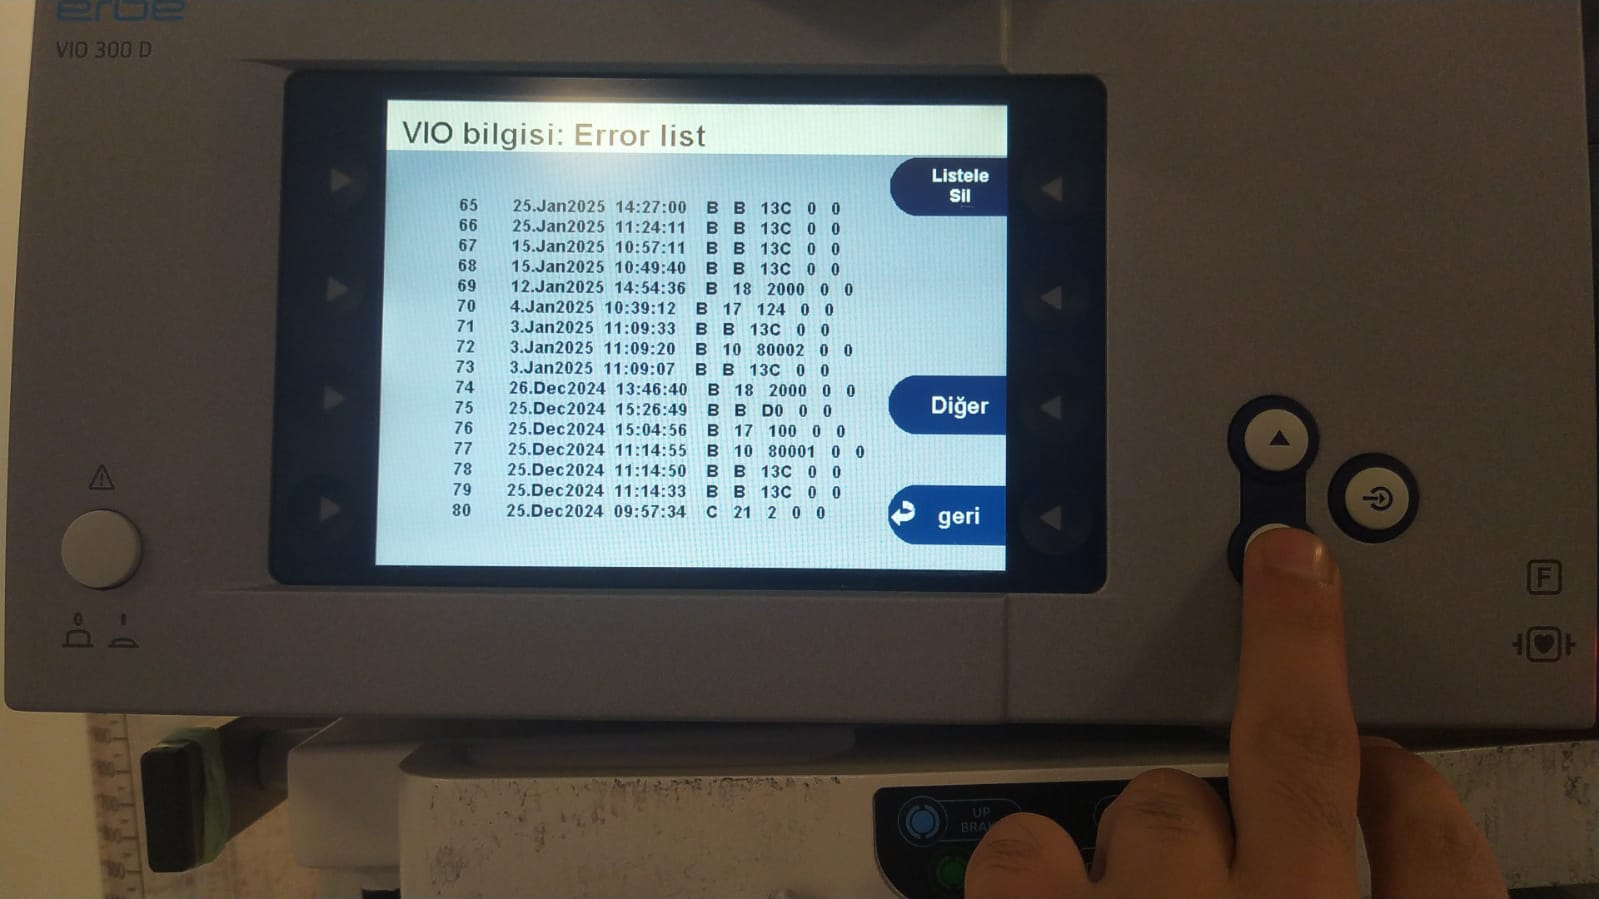 erbe
VIO 300 D
VIO bilgisi: Error list
Listele
Sil
65 25.Jan2025 14:27:00 B B 13C 0 0
66 25.Jan2025 11:24:11 B B 13C 0 0
67 15.Jan2025 10:57:11 B B 13C 0 0
68 15.Jan2025 10:49:40 B B 13C 0 0
69 12.Jan2025 14:54:36 B 18 2000 0 0
70 4.Jan2025 10:39:12 B 17 124 0 0
71 3.Jan2025 11:09:33 B B 13C 0 0
72 3.Jan2025 11:09:20 B 10 80002 0 0
73 3.Jan2025 11:09:07 B B 13C 0 0
74 26.Dec2024 13:46:40 B 18 2000 0 0
75 25.Dec2024 15:26:49 B B D0 0 0
76 25.Dec2024 15:04:56 B 17 100 0 0
77 25.Dec2024 11:14:55 B 10 80001 0 0
78 25.Dec2024 11:14:50 B B 13C 0 0
79 25.Dec2024 11:14:33 B B 13C 0 0
80 25.Dec2024 09:57:34 C 21 2 0 0
Diğer
geri
F
0 I
UP